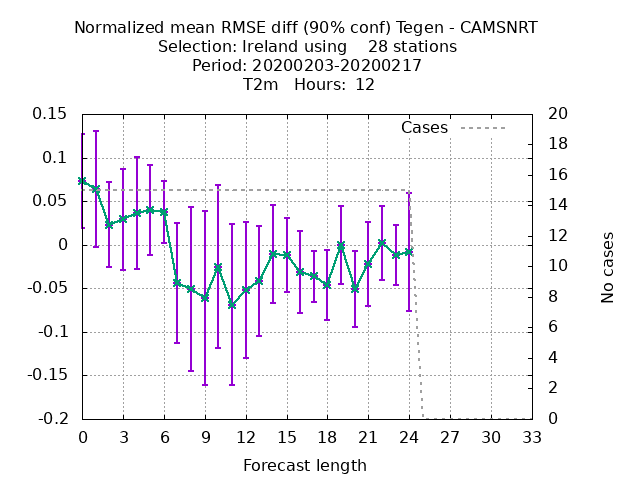 Normalized mean RMSE diff (90% conf) Tegen - CAMSNRT
Selection: Ireland using    28 stations
Period: 20200203-20200217
T2m   Hours:  12
Cases
0.15
0.1
0.05
0
-0.05
-0.1
-0.15
-0.2
20
18
16
14
12
10
8
6
4
2
0
No cases
0 3 6 9 12 15 18 21 24 27 30 33
Forecast length